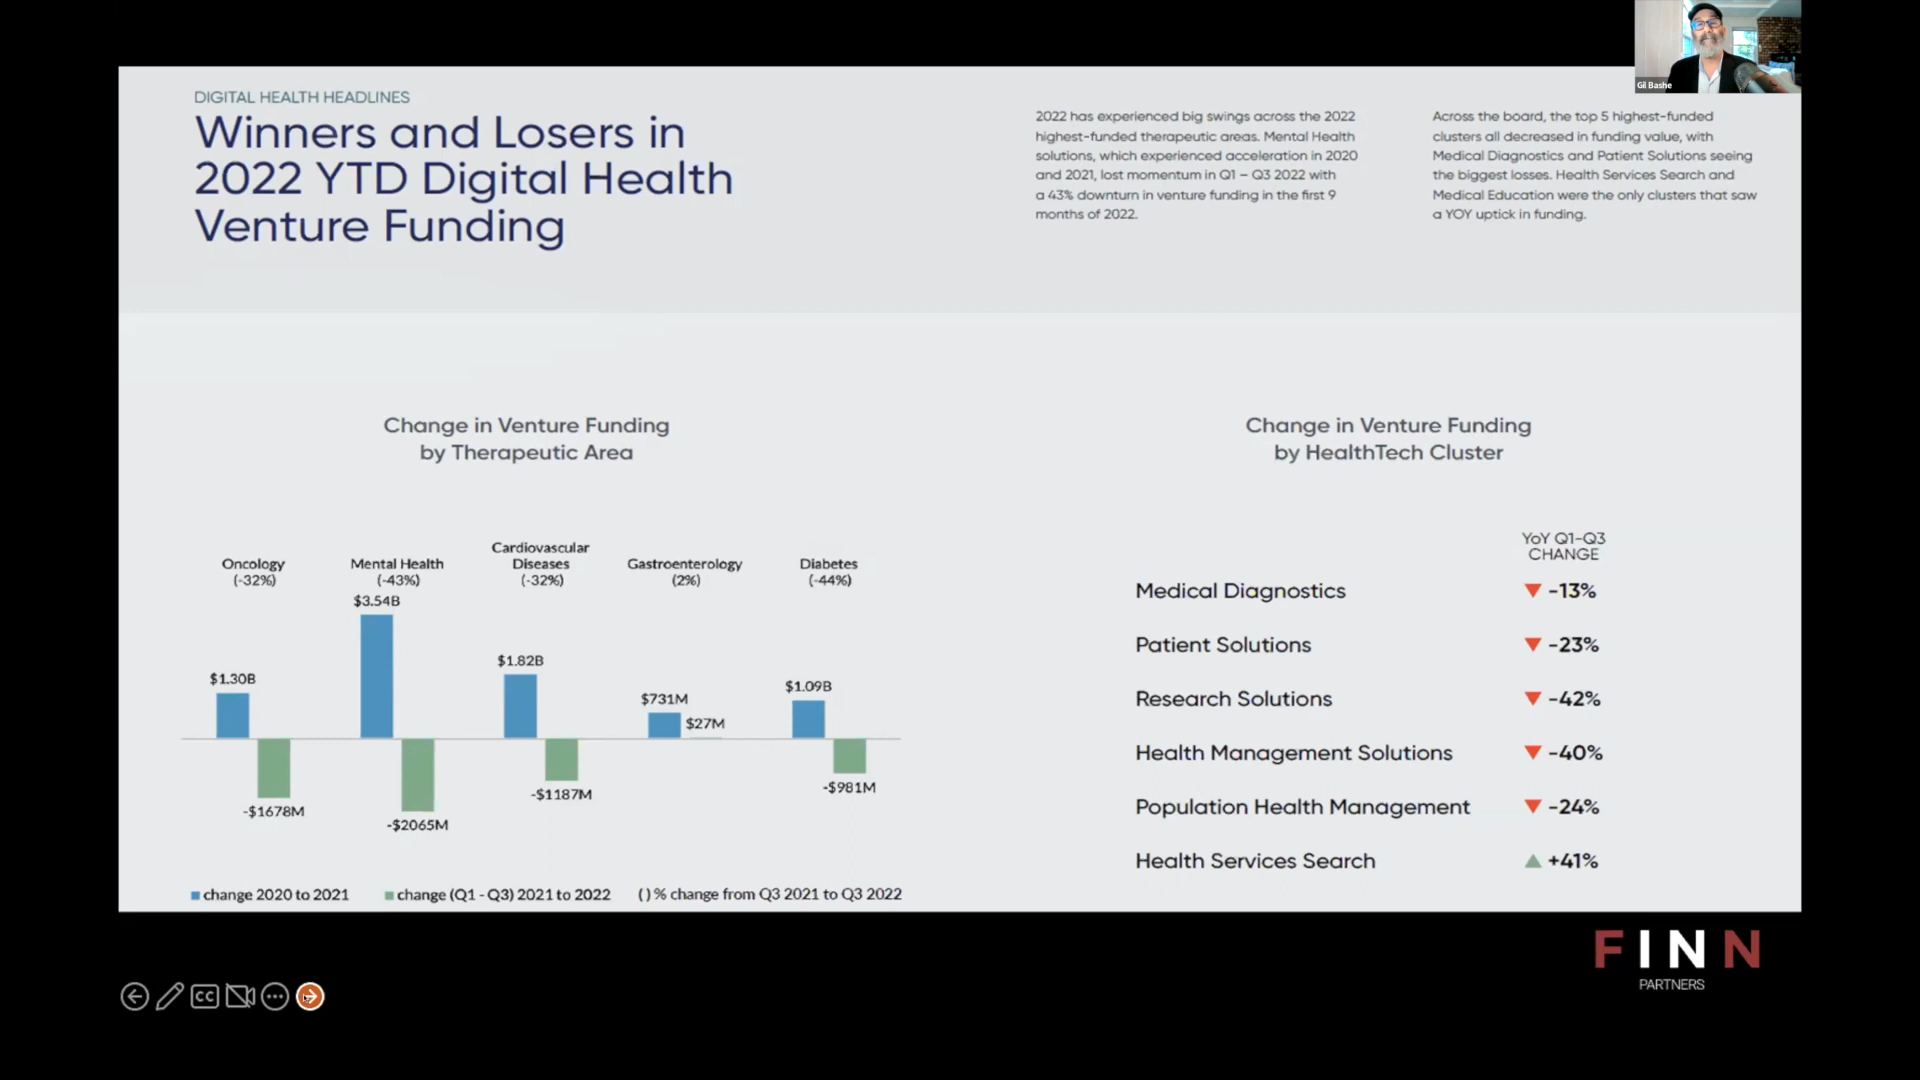 Gil Bashe
DIGITAL HEALTH HEADLINES
Winners and Losers in
2022 YTD Digital Health
Venture Funding
2022 has experienced big swings across the 2022
highest-funded therapeutic areas. Mental Health
solutions, which experienced acceleration in 2020
and 2021, lost momentum in Q1 – Q3 2022 with
a 43% downturn in venture funding in the first 9
months of 2022.
Across the board, the top 5 highest-funded
clusters all decreased in funding value, with
Medical Diagnostics and Patient Solutions seeing
the biggest losses. Health Services Search and
Medical Education were the only clusters that saw
a YOY uptick in funding.
Change in Venture Funding
by Therapeutic Area
Oncology
(-32%)
Mental Health
(-43%)
Cardiovascular
Diseases
(-32%)
Gastroenterology
(2%)
Diabetes
(-44%)
$1.30B
$3.54B
$1.82B
$731M
$27M
$1.09B
-$1678M
-$2065M
-$1187M
-$981M
change 2020 to 2021
change (Q1 - Q3) 2021 to 2022
( ) % change from Q3 2021 to Q3 2022
Change in Venture Funding
by HealthTech Cluster
YoY Q1-Q3
CHANGE
Medical Diagnostics -13%
Patient Solutions -23%
Research Solutions -42%
Health Management Solutions -40%
Population Health Management -24%
Health Services Search +41%
FINN
PARTNERS
CC